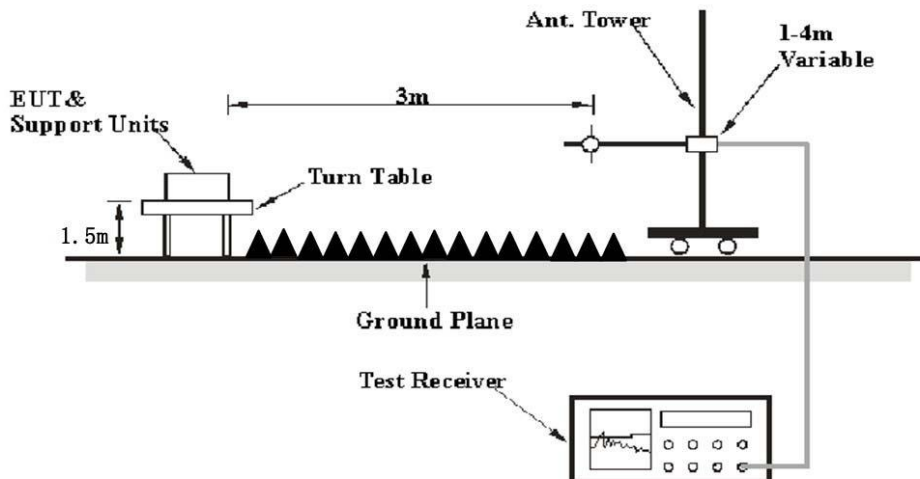 Ant. Tower
1-4m
Variable
3m
EUT&
Support Units
Turn Table
1.5m
Ground Plane
Test Receiver